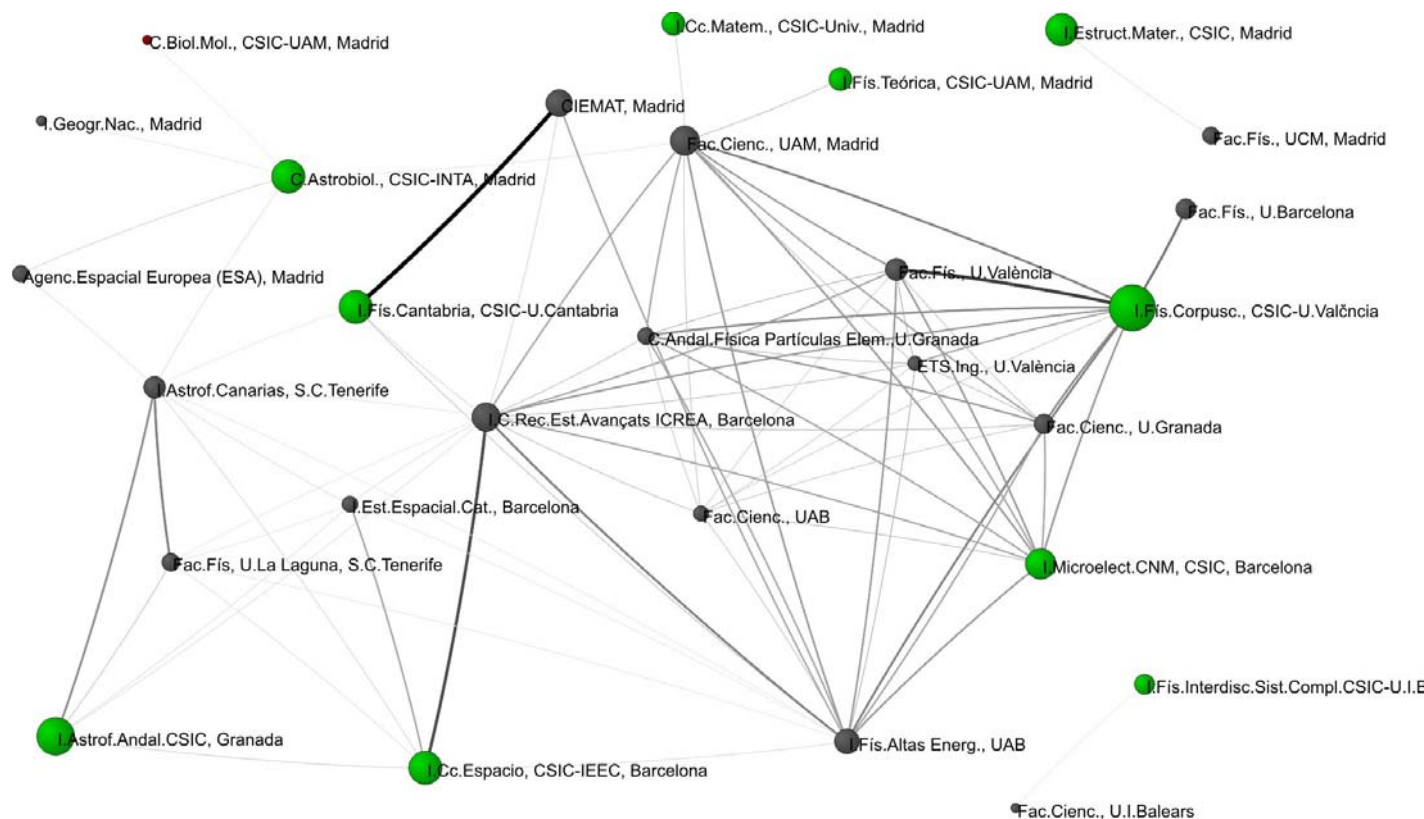 I.Cc.Matem., CSIC-Univ., Madrid
I.Estruct.Mater., CSIC, Madrid
C.Biol.Mol., CSIC-UAM, Madrid
I.Fís.Teórica, CSIC-UAM, Madrid
CIEMAT, Madrid
I.Geogr.Nac., Madrid
Fac.Fís., UCM, Madrid
Fac.Cienc., UAM, Madrid
C.Astrobiol., CSIC-INTA, Madrid
Fac.Fís., U.Barcelona
Agenc.Espacial Europea (ESA), Madrid
Fac.Fís., U.València
I.Fís.Cantabria, CSIC-U.Cantabria
I.Fís.Corpusc., CSIC-U.Valčncia
C.Andal.Física Partículas Elem.,U.Granada
ETS.Ing., U.València
I.Astrof.Canarias, S.C.Tenerife
I.C.Rec.Est.Avançats ICREA, Barcelona
Fac.Cienc., U.Granada
I.Est.Espacial.Cat., Barcelona
Fac.Cienc., UAB
Fac.Fís, U.La Laguna, S.C.Tenerife
I.Microelect.CNM, CSIC, Barcelona
I.Fís.Interdisc.Sist.Compl.CSIC-U.I.B
I.Astrof.Andal.CSIC, Granada
I.Fís.Altas Energ., UAB
I.Cc.Espacio, CSIC-IEEC, Barcelona
Fac.Cienc., U.I.Balears